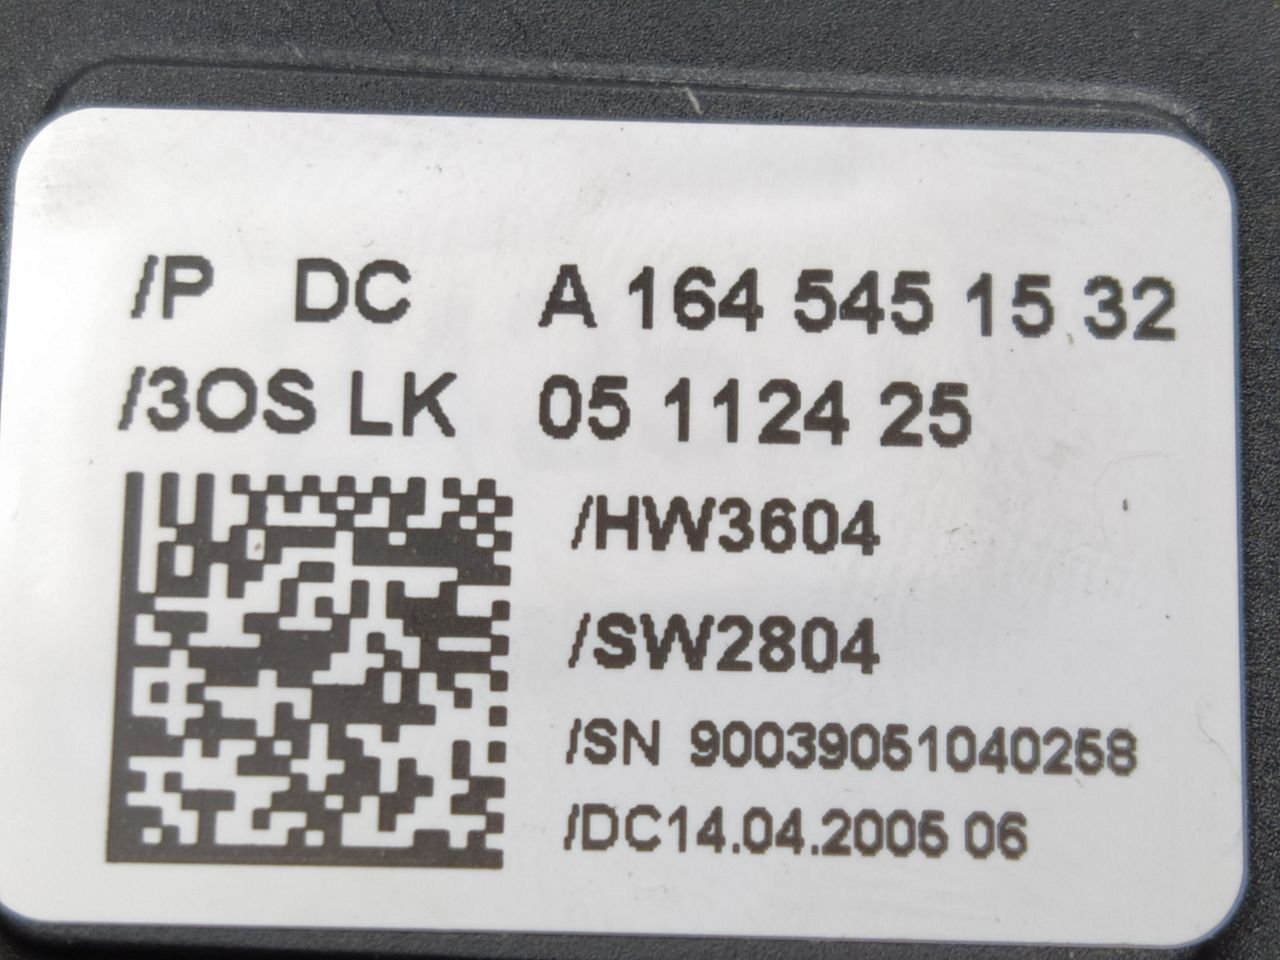 /P DC A 164 545 15 32
/3OS LK 05 1124 25
/HW3604
/SW2804
/SN 90039051040258
/DC14.04.2005 06